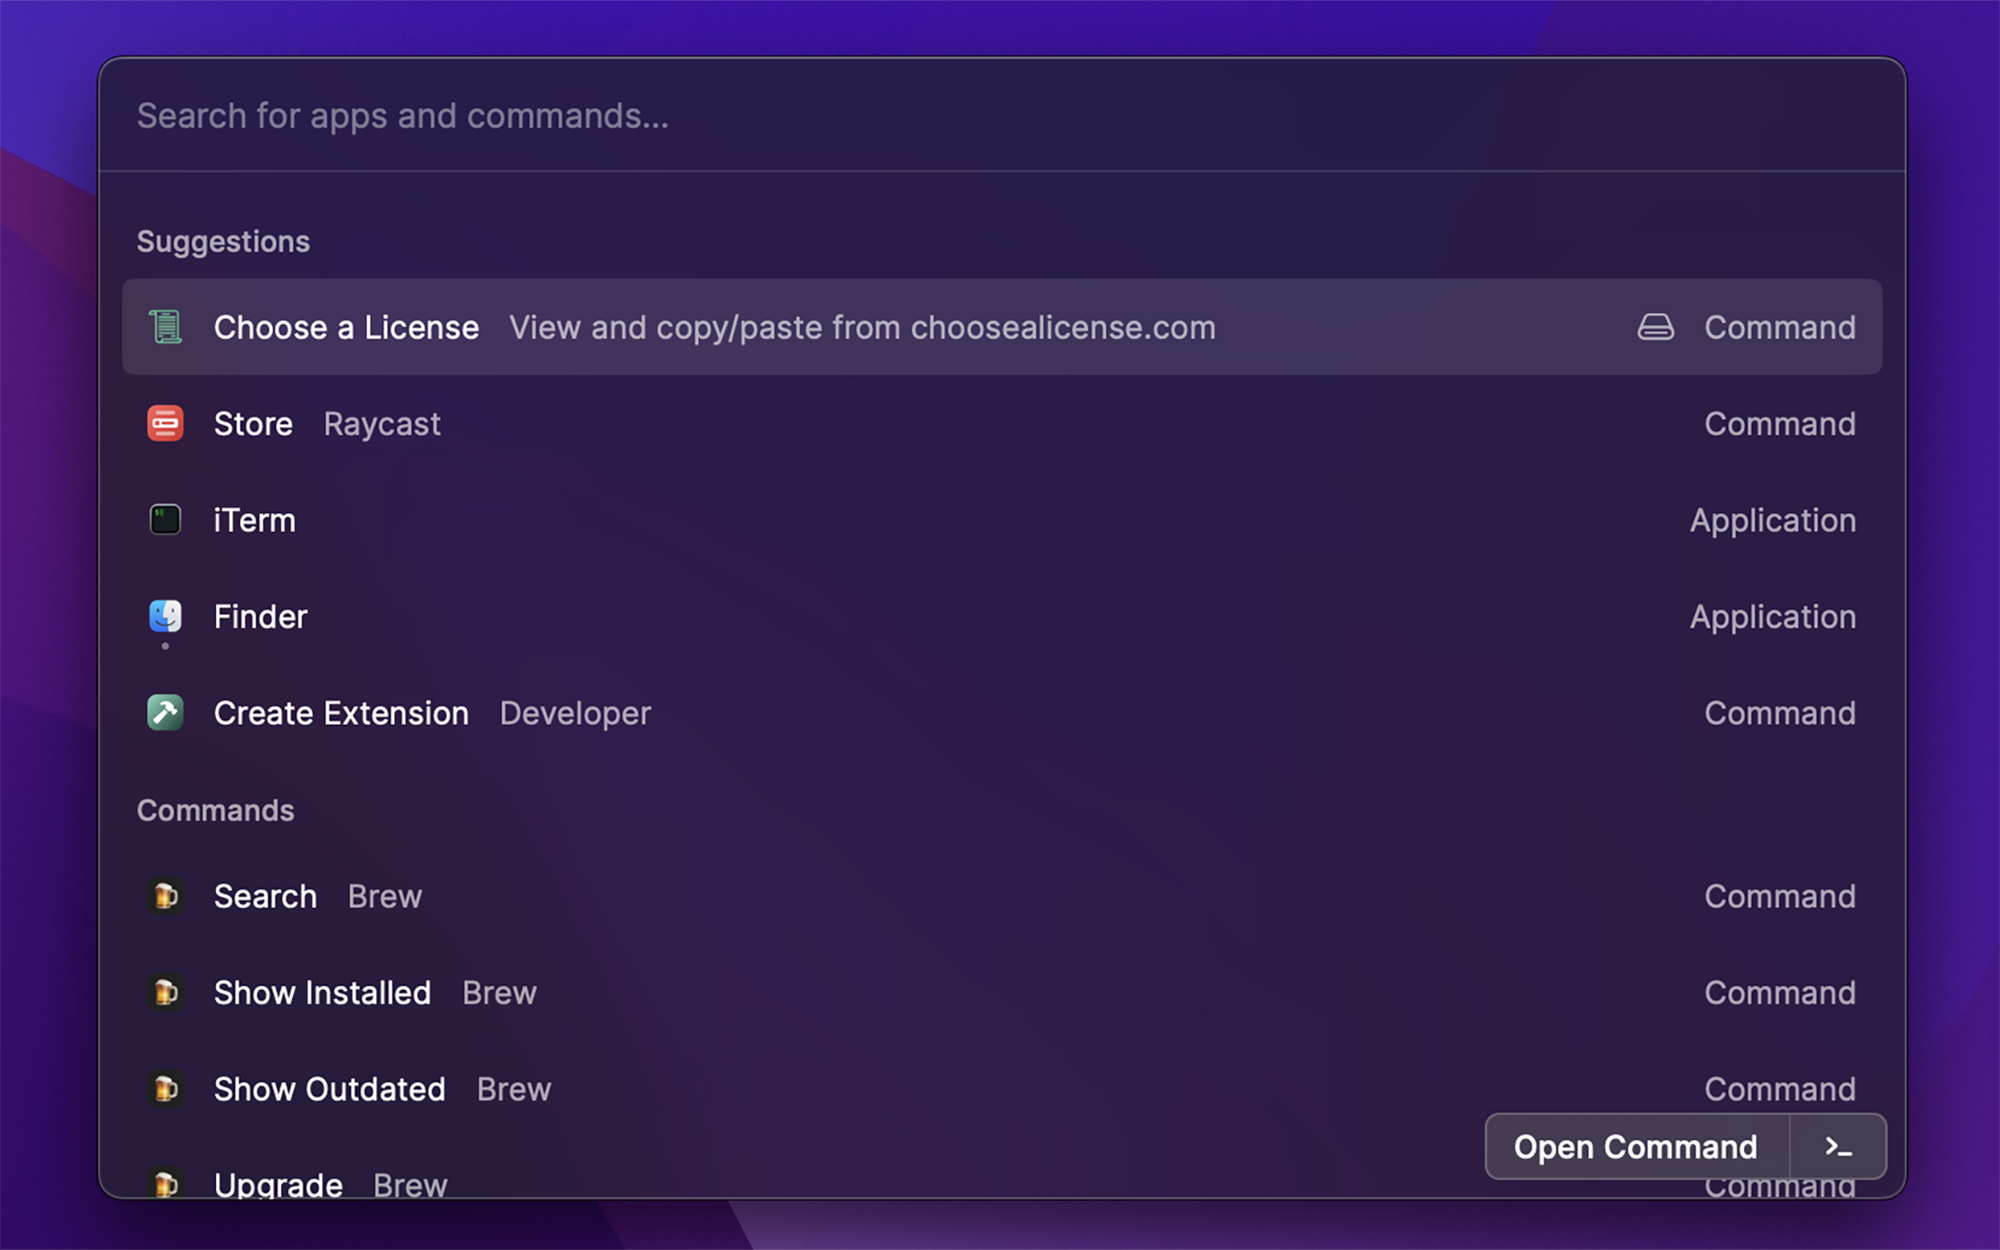 Search for apps and commands...
Suggestions
Choose a License View and copy/paste from choosealicense.com Command
Store Raycast Command
iTerm Application
Finder Application
Create Extension Developer Command
Commands
Search Brew Command
Show Installed Brew Command
Show Outdated Brew Command
Open Command >_
Upgrade Brew Command